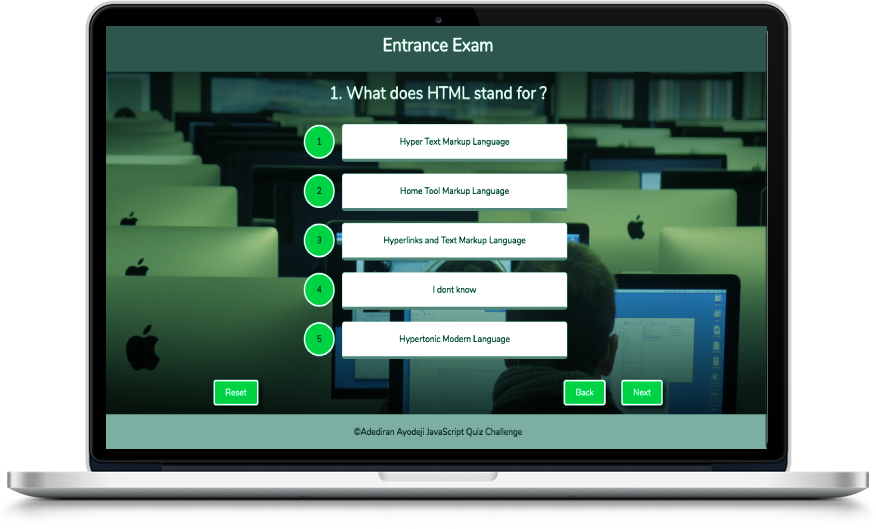 Entrance Exam
1. What does HTML stand for ?
1 Hyper Text Markup Language
2 Home Tool Markup Language
3 Hyperlinks and Text Markup Language
4 I dont know
5 Hypertonic Modern Language
Reset Back Next
©Adediran Ayodeji JavaScript Quiz Challenge